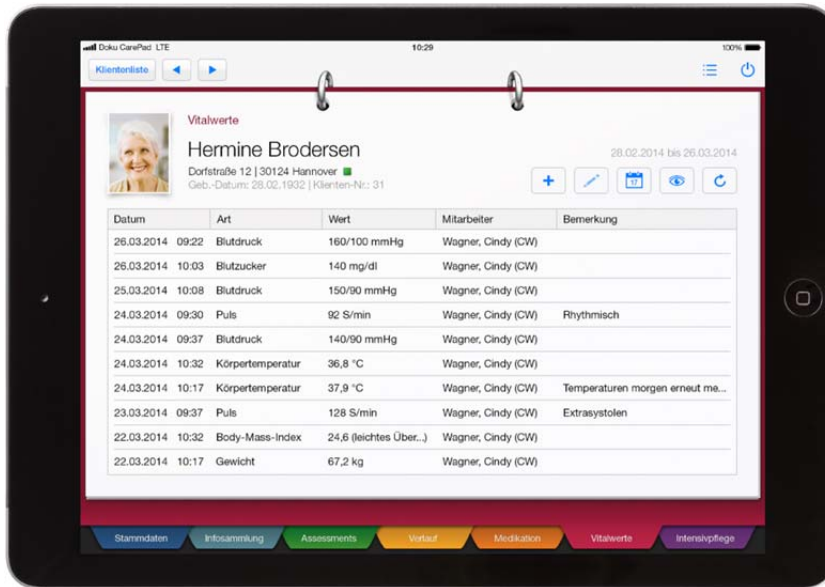 Doku CarePad LTE 10:29 100%
Klientenliste
Vitalwerte
Hermine Brodersen
28.02.2014 bis 26.03.2014
Dorfstraße 12 | 30124 Hannover
Geb.-Datum: 28.02.1932 | Klienten-Nr.: 31
17
Datum Art Wert Mitarbeiter Bemerkung
26.03.2014 09:22 Blutdruck 160/100 mmHg Wagner, Cindy (CW)
26.03.2014 10:03 Blutzucker 140 mg/dl Wagner, Cindy (CW)
25.03.2014 10:08 Blutdruck 150/90 mmHg Wagner, Cindy (CW)
24.03.2014 09:30 Puls 92 S/min Wagner, Cindy (CW) Rhythmisch
24.03.2014 09:37 Blutdruck 140/90 mmHg Wagner, Cindy (CW)
24.03.2014 10:32 Körpertemperatur 36,8 °C Wagner, Cindy (CW)
24.03.2014 10:17 Körpertemperatur 37,9 °C Wagner, Cindy (CW) Temperaturen morgen erneut me...
23.03.2014 09:37 Puls 128 S/min Wagner, Cindy (CW) Extrasystolen
22.03.2014 10:32 Body-Mass-Index 24,6 (leichtes Über...) Wagner, Cindy (CW)
22.03.2014 10:17 Gewicht 67,2 kg Wagner, Cindy (CW)
Stammdaten Infosammlung Assessments Verlauf Medikation Vitalwerte Intensivpflege